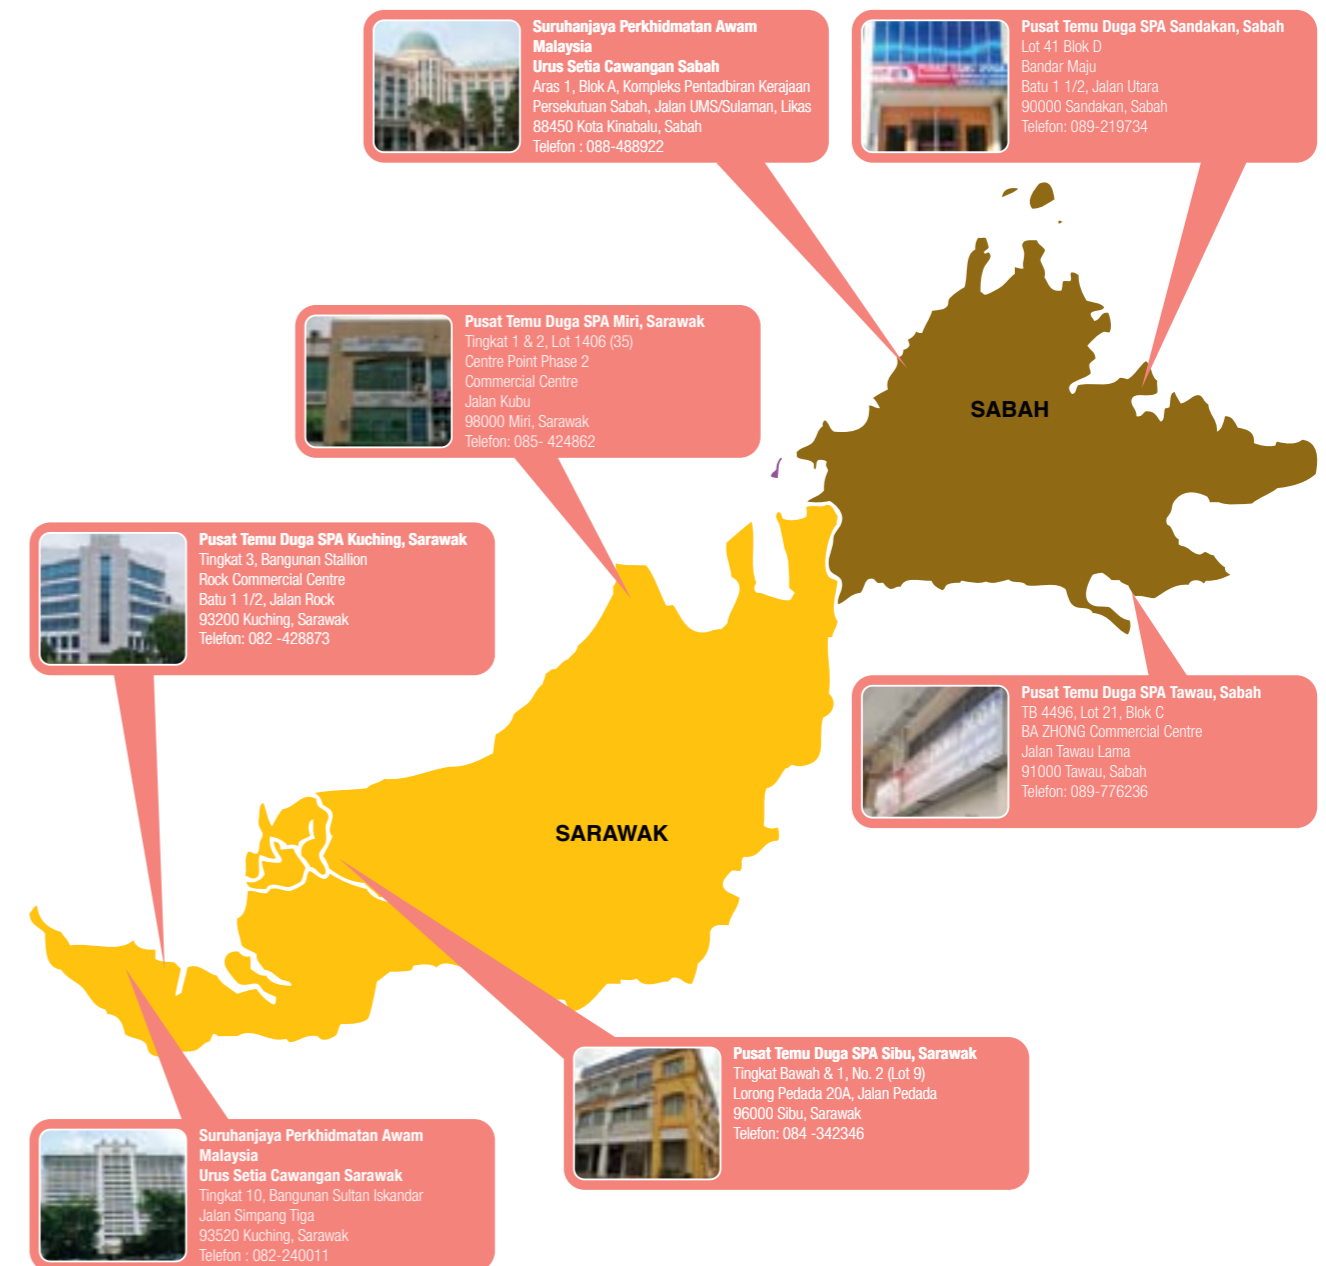 Suruhanjaya Perkhidmatan Awam
Malaysia
Urus Setia Cawangan Sabah
Aras 1, Blok A, Kompleks Pentadbiran Kerajaan
Persekutuan Sabah, Jalan UMS/Sulaman, Likas
88450 Kota Kinabalu, Sabah
Telefon : 088-488922
Pusat Temu Duga SPA Sandakan, Sabah
Lot 41 Blok D
Bandar Maju
Batu 1 1/2, Jalan Utara
90000 Sandakan, Sabah
Telefon: 089-219734
Pusat Temu Duga SPA Miri, Sarawak
Tingkat 1 & 2, Lot 1406 (35)
Centre Point Phase 2
Commercial Centre
Jalan Kubu
98000 Miri, Sarawak
Telefon: 085- 424862
SABAH
Pusat Temu Duga SPA Kuching, Sarawak
Tingkat 3, Bangunan Stallion
Rock Commercial Centre
Batu 1 1/2, Jalan Rock
93200 Kuching, Sarawak
Telefon: 082 -428873
Pusat Temu Duga SPA Tawau, Sabah
TB 4496, Lot 21, Blok C
BA ZHONG Commercial Centre
Jalan Tawau Lama
91000 Tawau, Sabah
Telefon: 089-776236
SARAWAK
Pusat Temu Duga SPA Sibu, Sarawak
Tingkat Bawah & 1, No. 2 (Lot 9)
Lorong Pedada 20A, Jalan Pedada
96000 Sibu, Sarawak
Telefon: 084 -342346
Suruhanjaya Perkhidmatan Awam
Malaysia
Urus Setia Cawangan Sarawak
Tingkat 10, Bangunan Sultan Iskandar
Jalan Simpang Tiga
93520 Kuching, Sarawak
Telefon : 082-240011